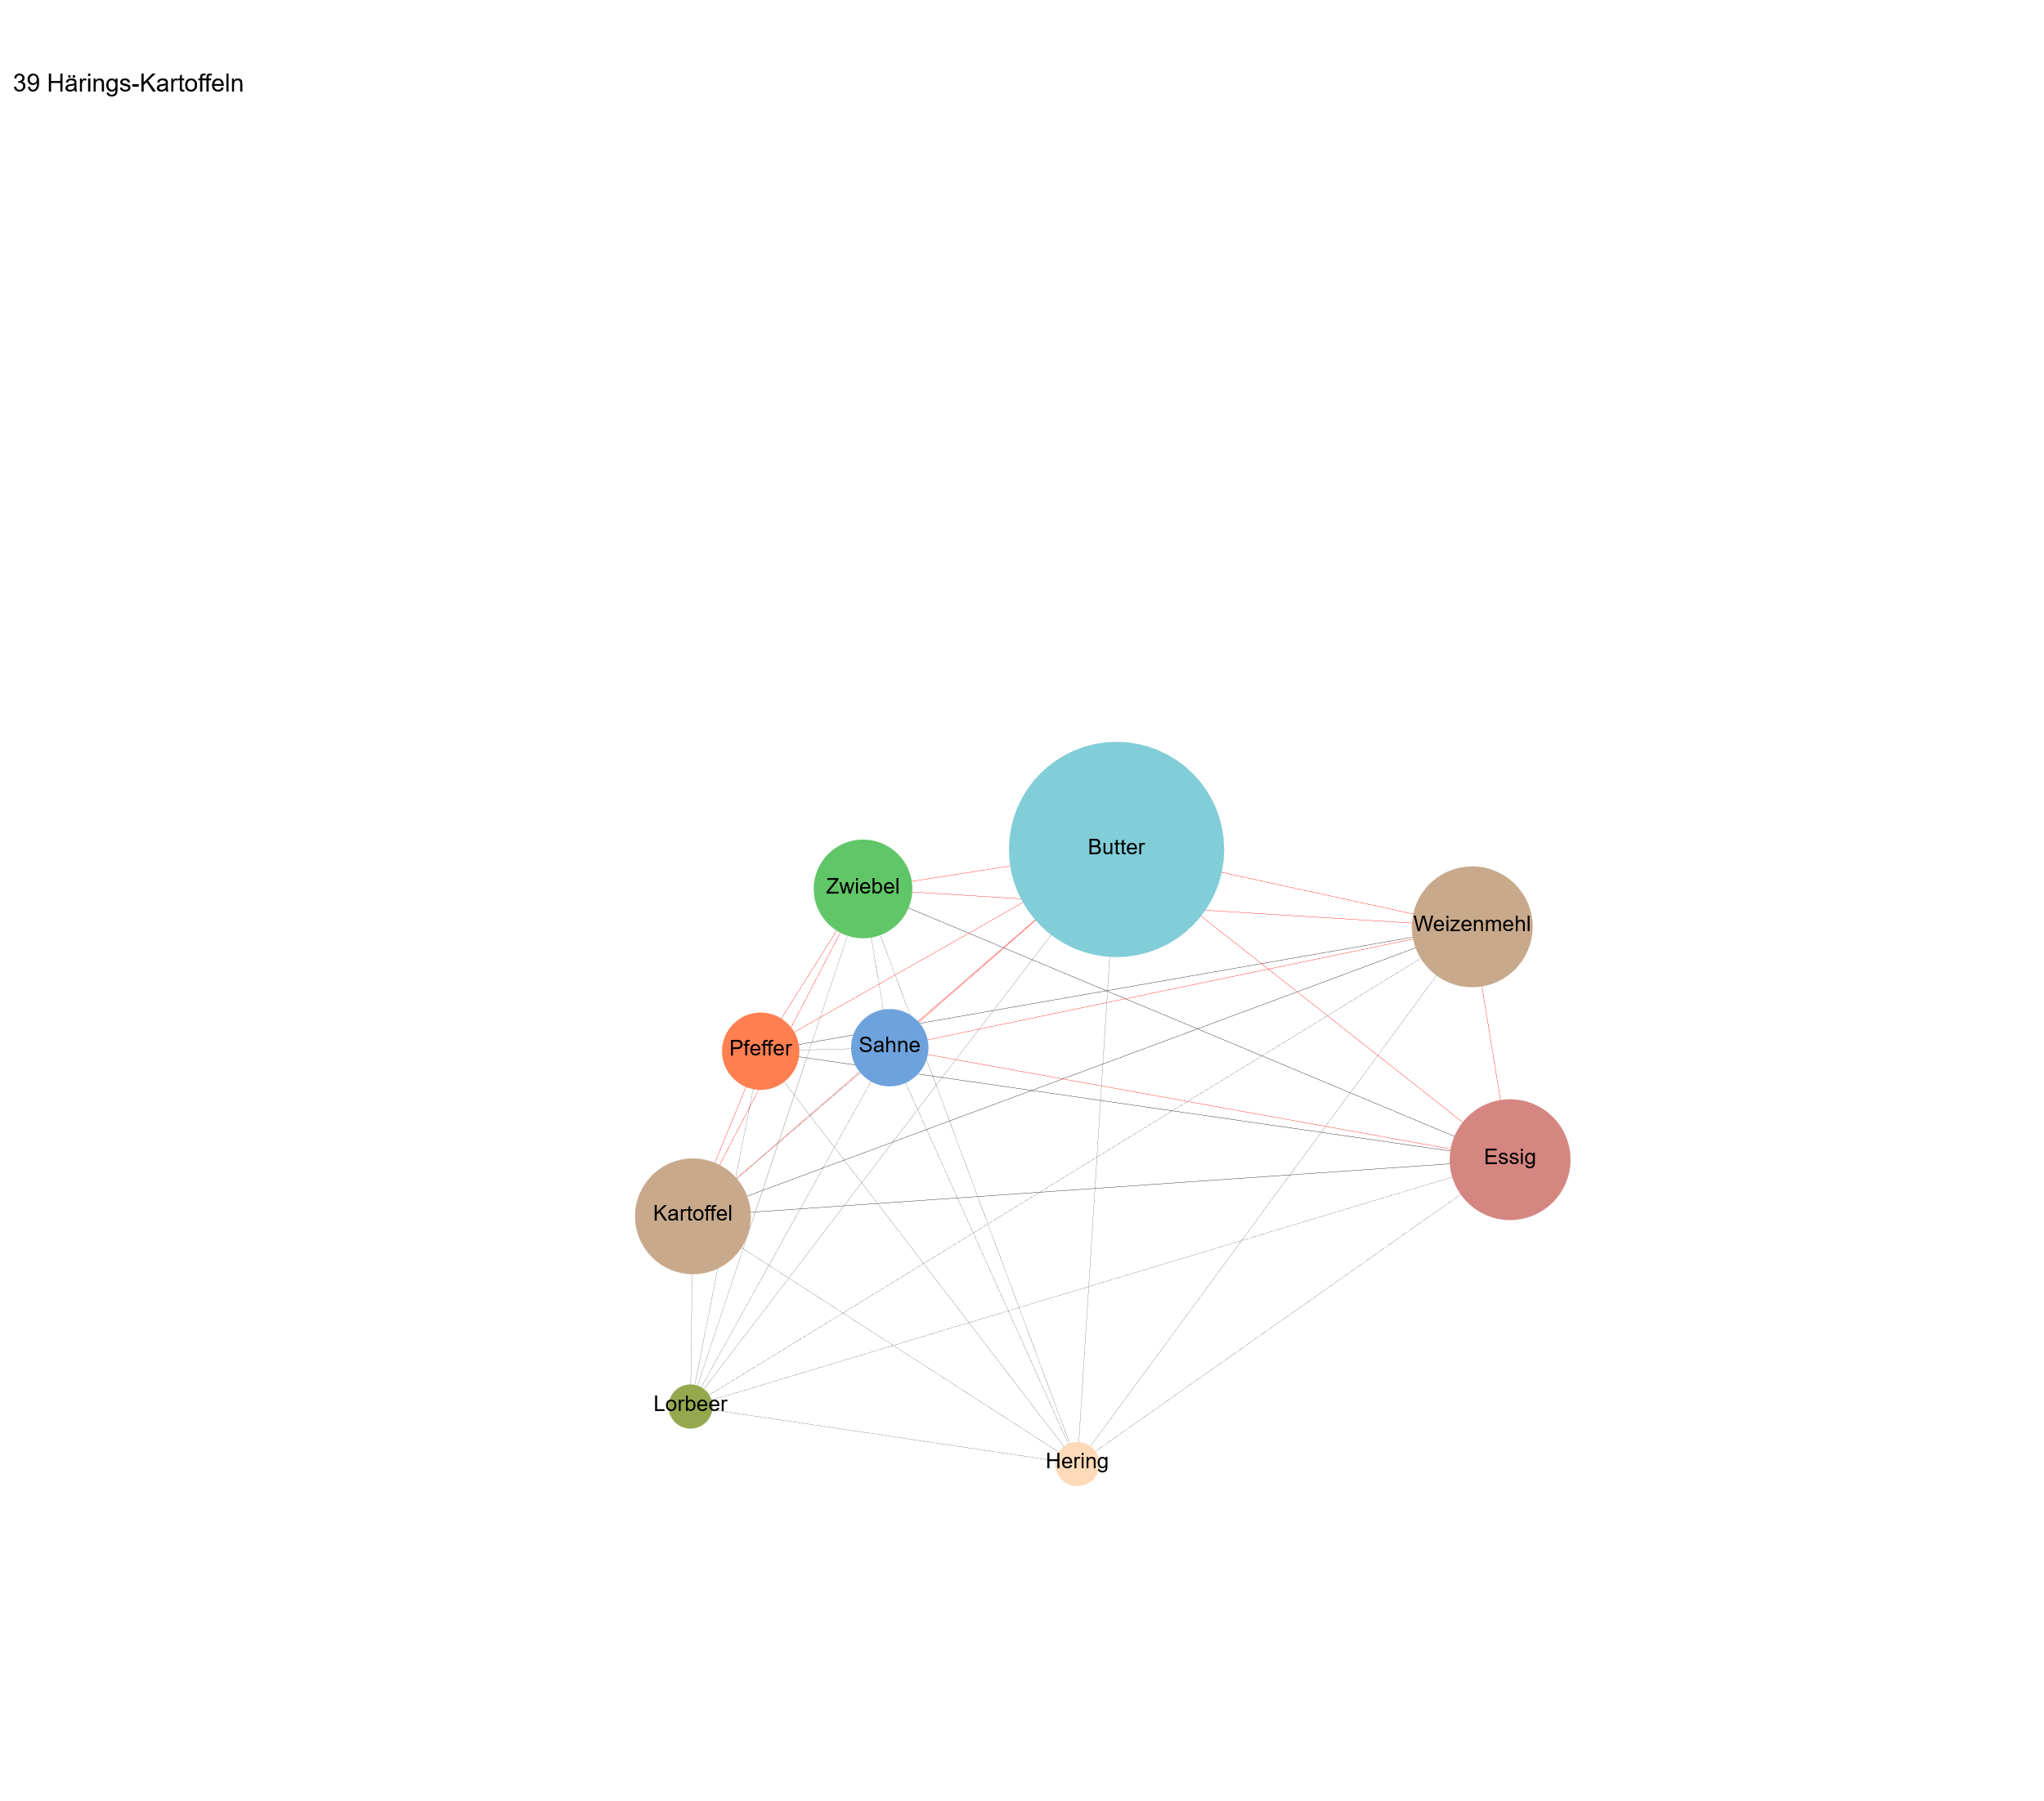 39 Härings-Kartoffeln
Butter
Zwiebel
Weizenmehl
Pfeffer
Sahne
Essig
Kartoffel
Lorbeer
Hering